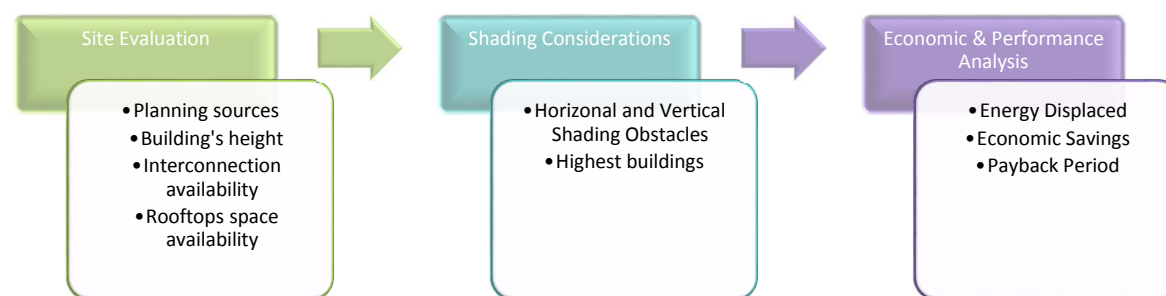 Site Evaluation
•Planning sources
•Building's height
•Interconnection
availability
•Rooftops space
availability
Shading Considerations
•Horizonal and Vertical
Shading Obstacles
•Highest buildings
Economic & Performance
Analysis
•Energy Displaced
•Economic Savings
•Payback Period